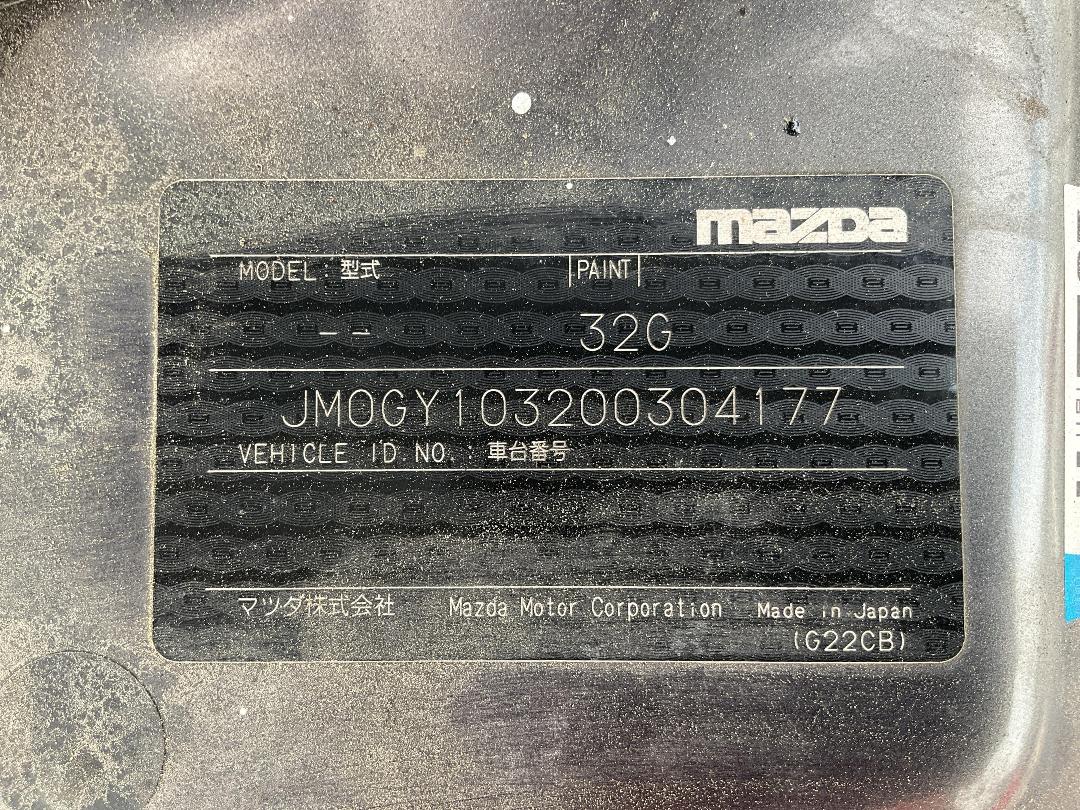 mazda
MODEL : 型式 PAINT
-- 32G
JM0GY103200304177
VEHICLE ID NO. : 車台番号
マツダ株式会社 Mazda Motor Corporation Made in Japan
(G22CB)